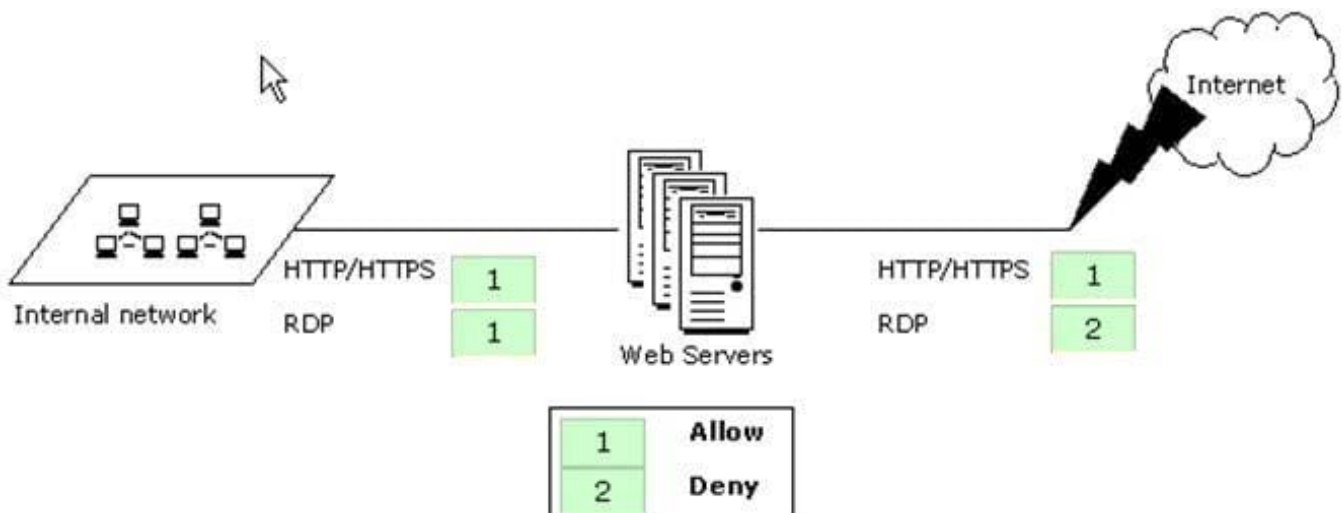 Internet
HTTP/HTTPS 1
RDP 1
Internal network
Web Servers
HTTP/HTTPS 1
RDP 2
1 Allow
2 Deny